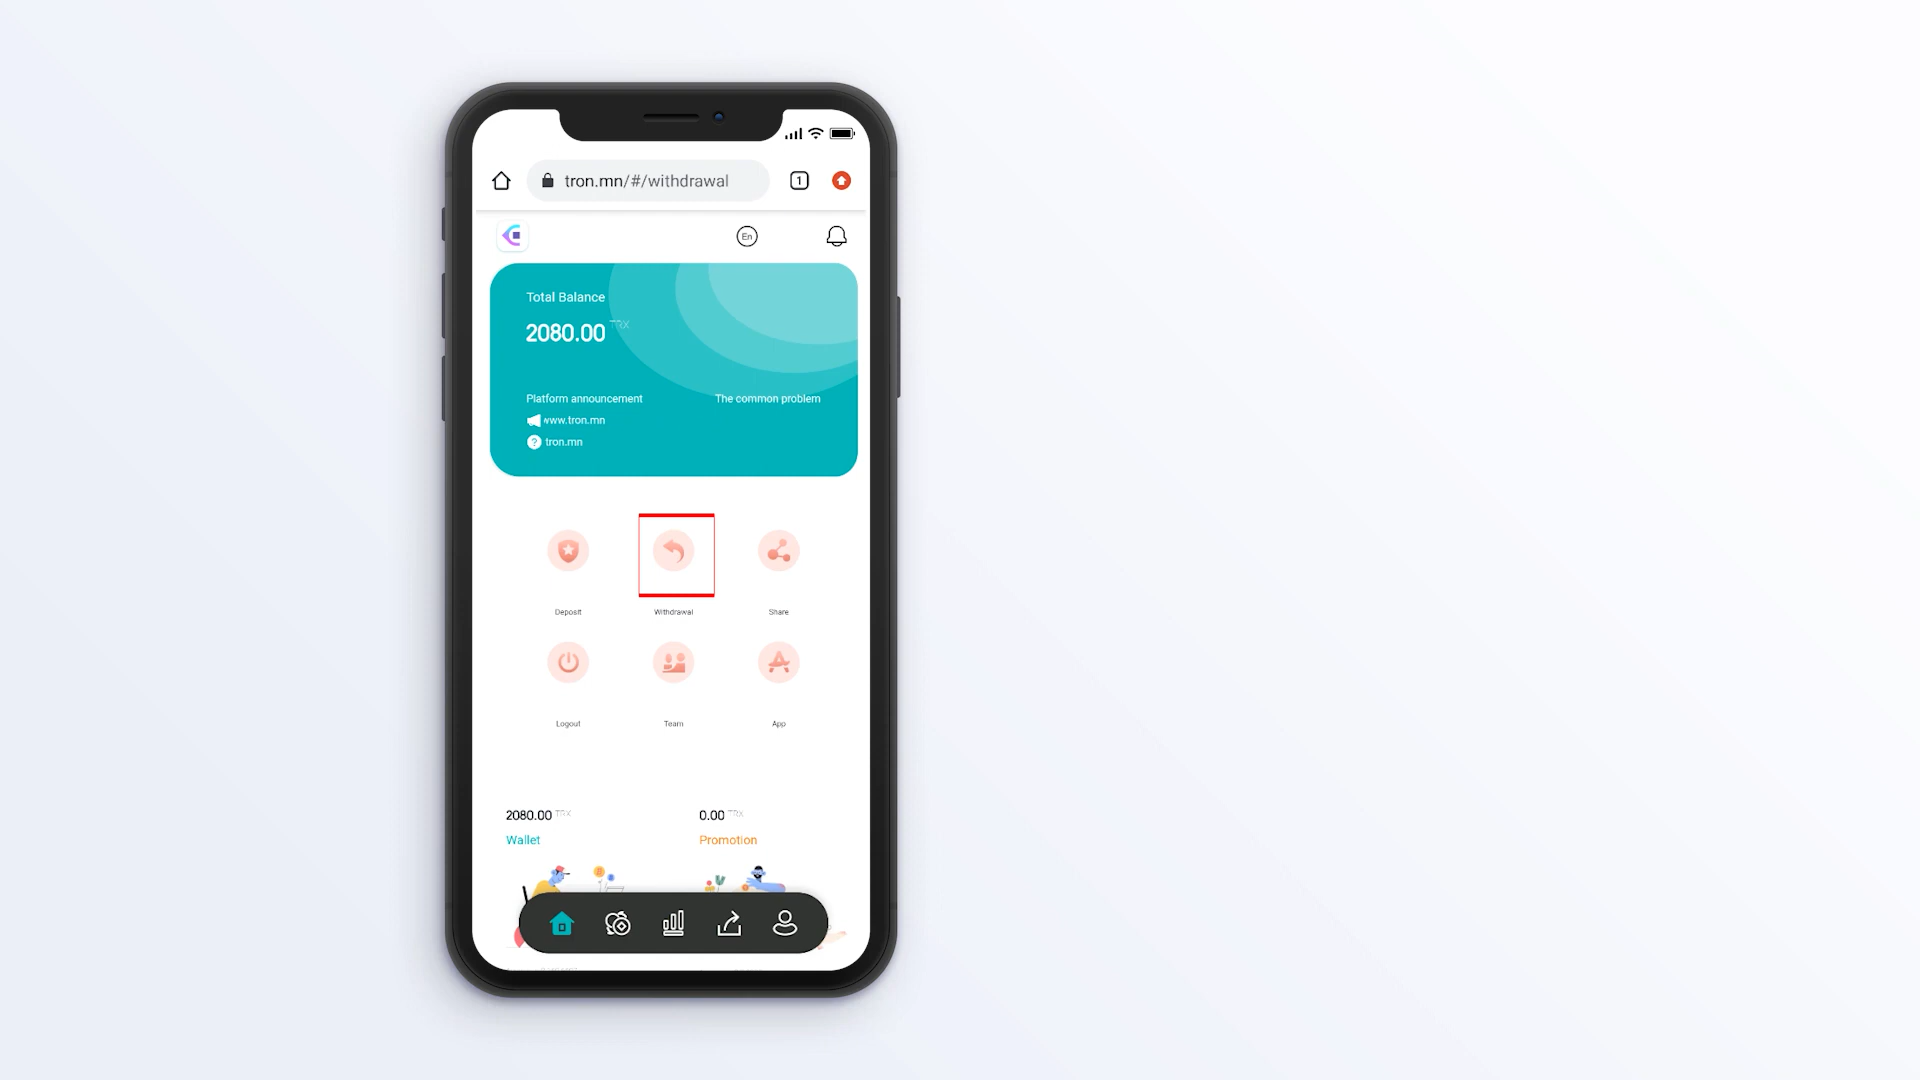 1
tron.mn/#/withdrawal
En
Total Balance
2080.00 TRX
Platform announcement
The common problem
www.tron.mn
? tron.mn
Deposit
Withdrawal
Share
Logout
Team
App
2080.00 TRX
0.00 TRX
Wallet
Promotion